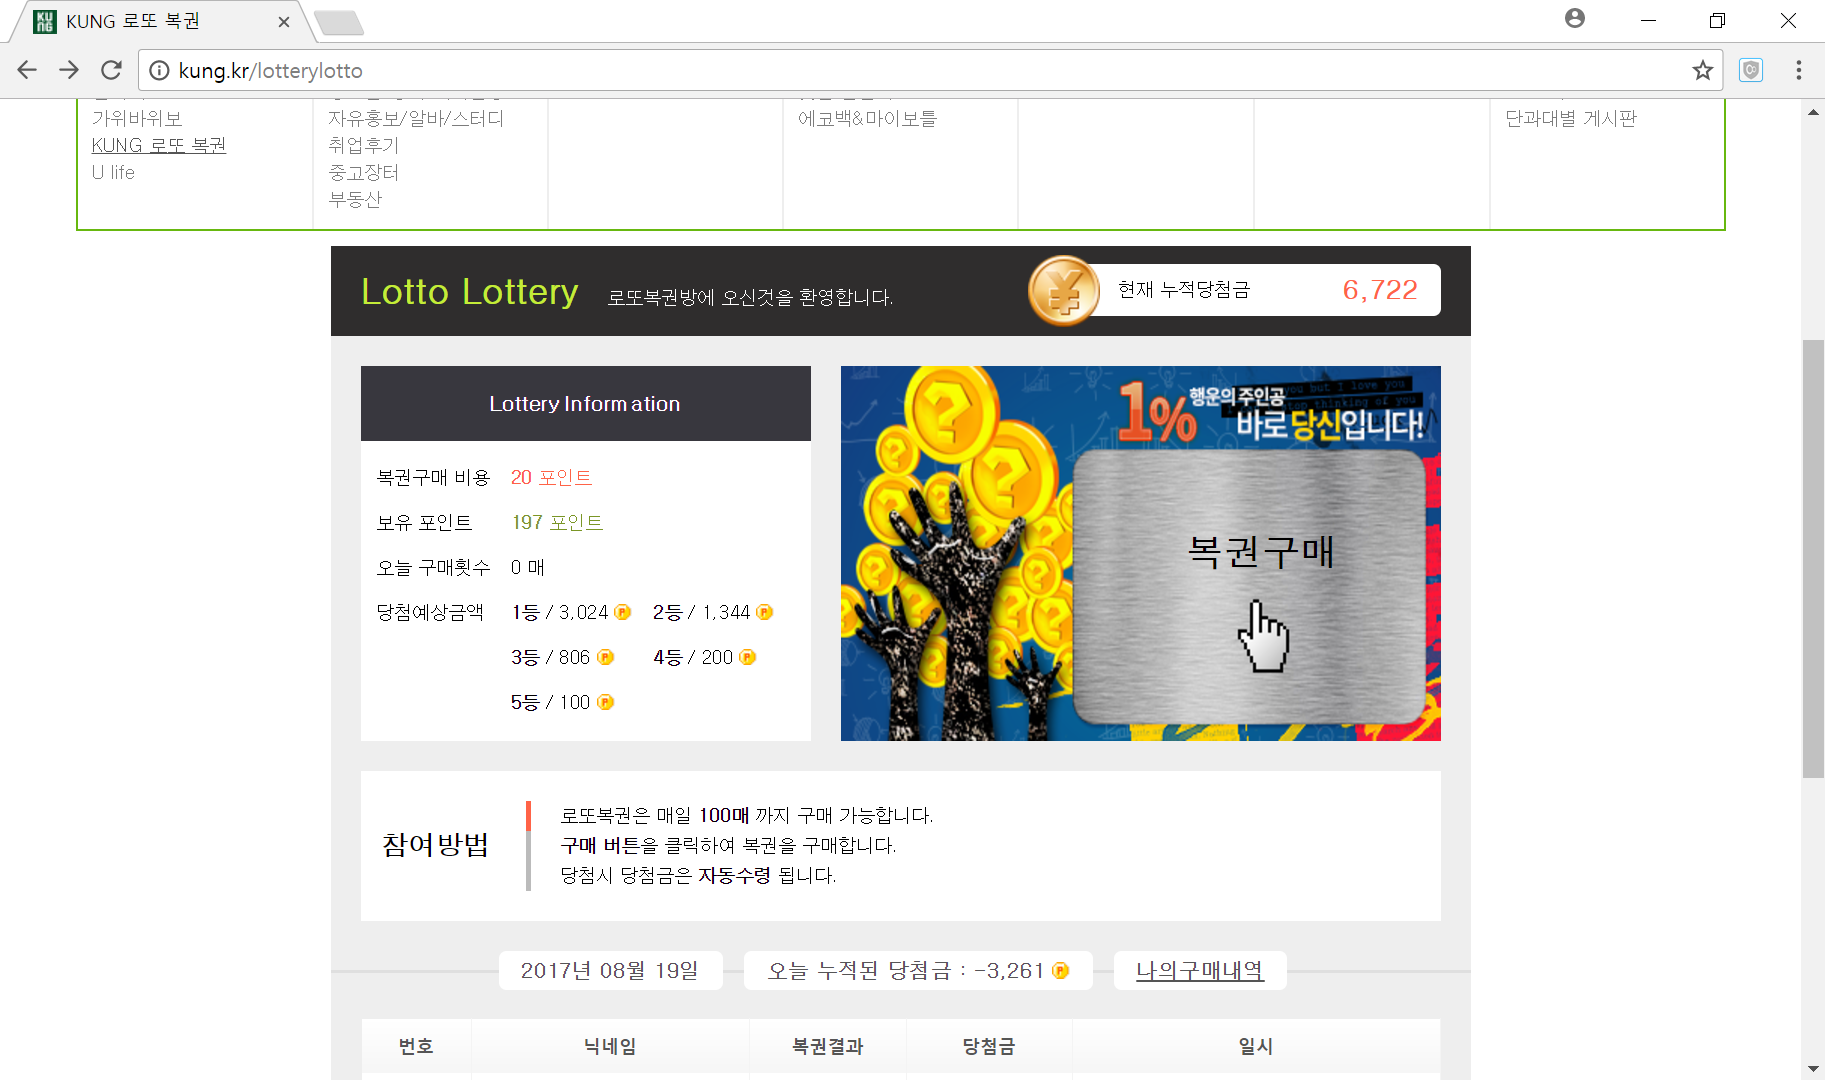 KUNG 로또 복권
kung.kr/lotterylotto
가위바위보
KUNG 로또 복권
U life
자유홍보/알바/스터디
취업후기
중고장터
부동산
에코백&마이보틀
단과대별 게시판
Lotto Lottery 로또복권방에 오신것을 환영합니다.
현재 누적당첨금 6,722
Lottery Information
복권구매 비용 20 포인트
보유 포인트 197 포인트
오늘 구매횟수 0 매
당첨예상금액 1등 / 3,024 P 2등 / 1,344 P
3등 / 806 P 4등 / 200 P
5등 / 100 P
1% 행운의 주인공
바로 당신입니다!
복권구매
참여방법
로또복권은 매일 100매 까지 구매 가능합니다.
구매 버튼을 클릭하여 복권을 구매합니다.
당첨시 당첨금은 자동수령 됩니다.
2017년 08월 19일 오늘 누적된 당첨금 : -3,261 P 나의구매내역
번호 닉네임 복권결과 당첨금 일시